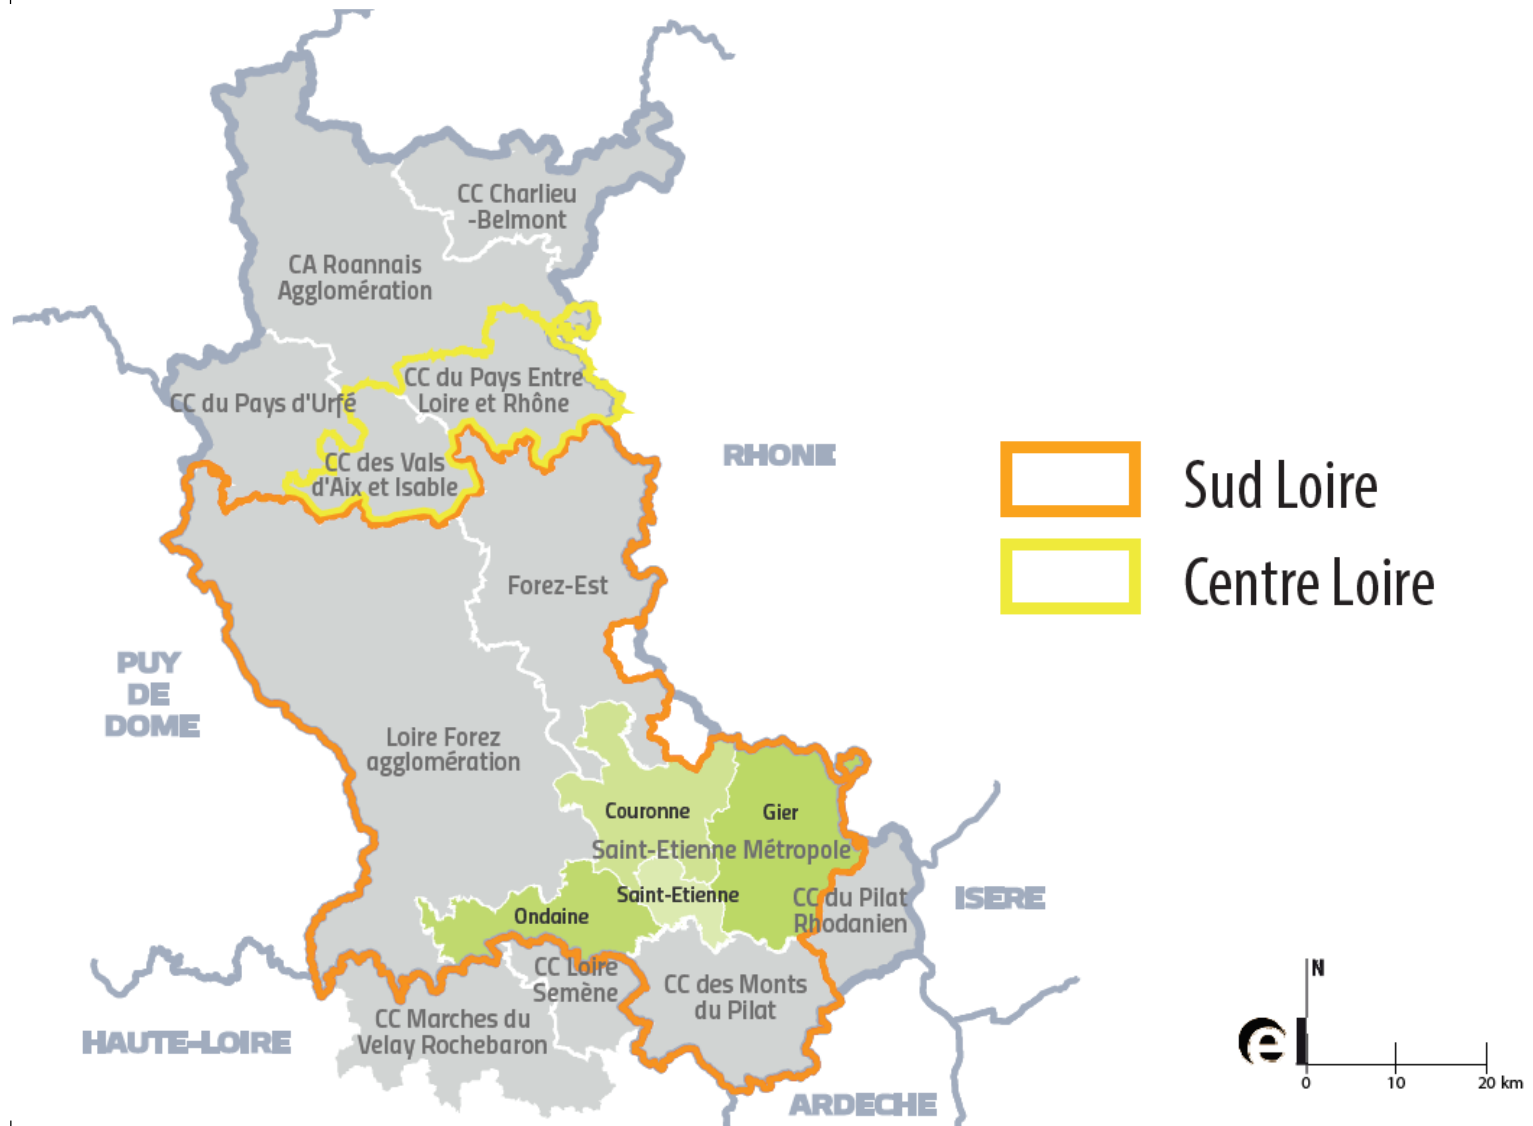 CC Charlieu
-Belmont
CA Roannais
Agglomération
CC du Pays Entre
Loire et Rhône
CC du Pays d'Urfé
CC des Vals
d'Aix et Isable
RHONE
Sud Loire
Centre Loire
Forez-Est
PUY
DE
DOME
Loire Forez
agglomération
Couronne
Gier
Saint-Etienne Métropole
Saint-Etienne
Ondaine
CC du Pilat
Rhodanien
ISERE
CC Loire
Semène
CC des Monts
du Pilat
CC Marches du
Velay Rochebaron
HAUTE-LOIRE
ARDECHE
N
e
0 10 20 km